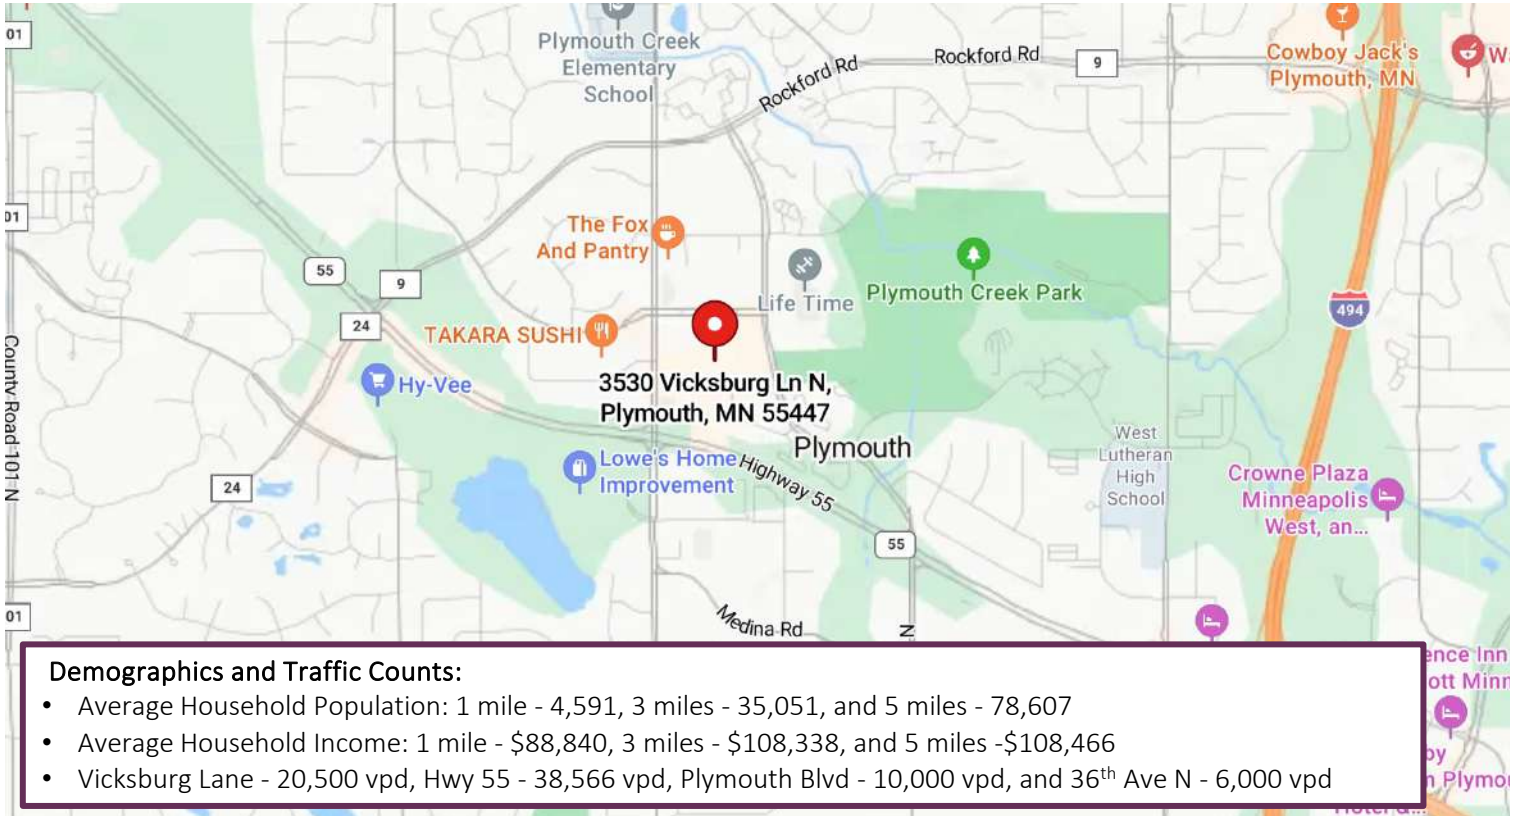 01
Plymouth Creek
Elementary
School
Rockford Rd
Rockford Rd
9
Cowboy Jack's
Plymouth, MN
01
The Fox
And Pantry
55
9
Life Time
Plymouth Creek Park
494
24
TAKARA SUSHI
Hy-Vee
3530 Vicksburg Ln N,
Plymouth, MN 55447
County Road 101 N
Plymouth
West
Lutheran
High
School
Lowe's Home
Improvement
Highway 55
Crowne Plaza
Minneapolis
West, an...
24
55
01
Medina Rd
N
ence Inn
ott Minn
Demographics and Traffic Counts:
• Average Household Population: 1 mile - 4,591, 3 miles - 35,051, and 5 miles - 78,607
• Average Household Income: 1 mile - $88,840, 3 miles - $108,338, and 5 miles -$108,466
• Vicksburg Lane - 20,500 vpd, Hwy 55 - 38,566 vpd, Plymouth Blvd - 10,000 vpd, and 36th Ave N - 6,000 vpd
by
n Plymo